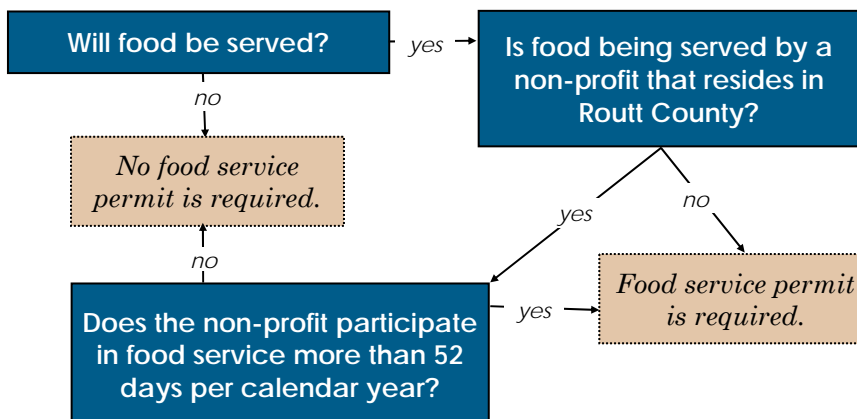 Will food be served?
yes
Is food being served by a
non-profit that resides in
Routt County?
no
No food service
permit is required.
yes
no
no
Food service permit
is required.
Does the non-profit participate
in food service more than 52
days per calendar year?
yes